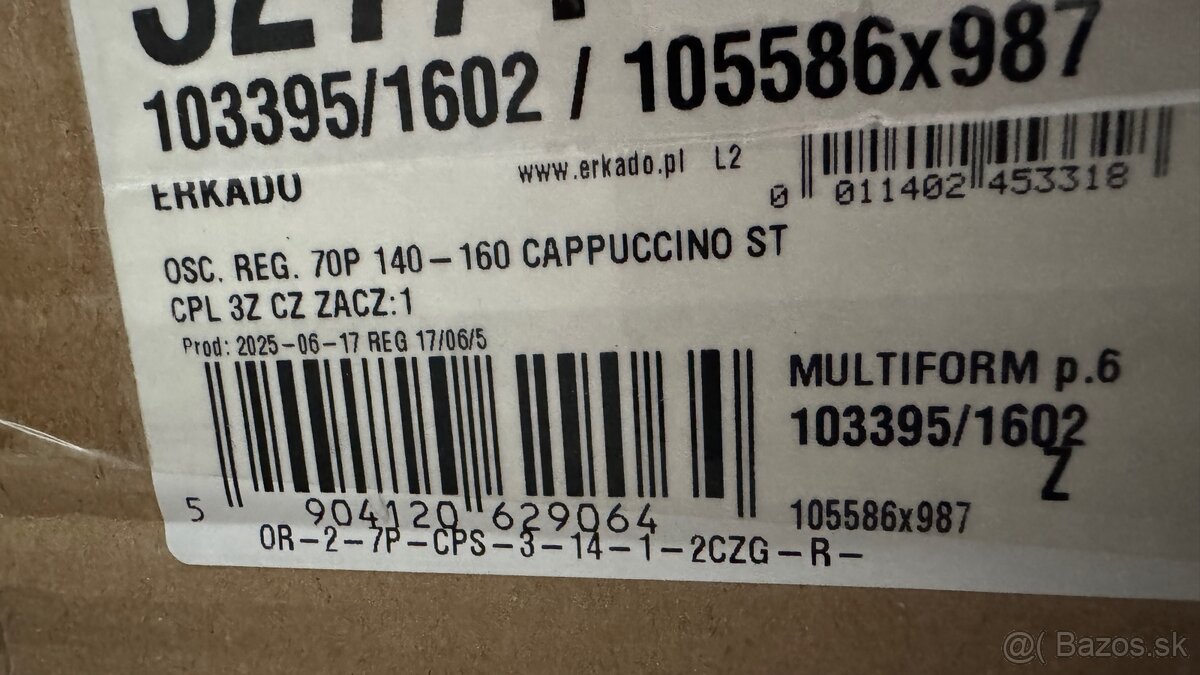 103395/1602 / 105586x987
www.erkado.pl L2
ERKADO
0 011402 453318
OSC. REG. 70P 140-160 CAPPUCCINO ST
CPL 3Z CZ ZACZ:1
Prod: 2025-06-17 REG 17/06/5
MULTIFORM p.6
103395/1602
Z
105586x987
5 904120 629064
OR-2-7P-CPS-3-14-1-2CZG-R-
@( Bazos.sk